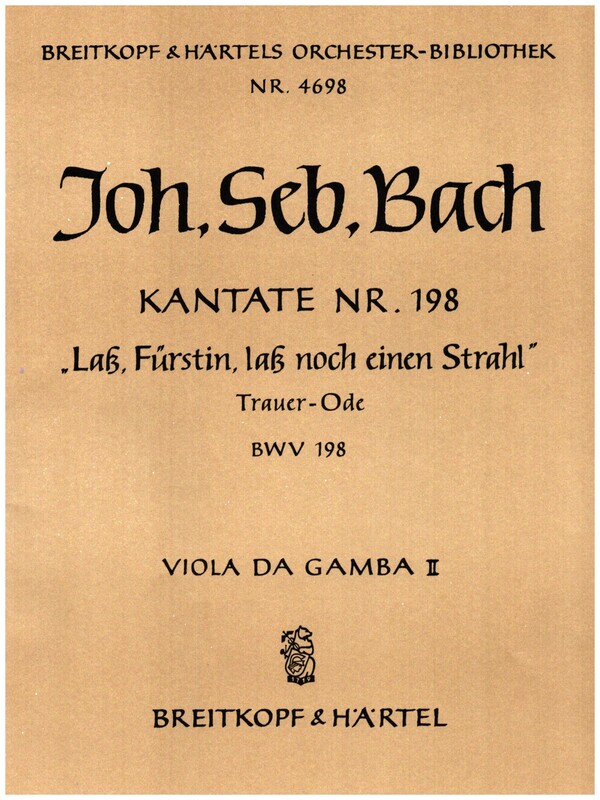 BREITKOPF & HÄRTELS ORCHESTER-BIBLIOTHEK
NR. 4698
Joh. Seb. Bach
KANTATE NR. 198
„Laß, Fürstin, laß noch einen Strahl“
Trauer-Ode
BWV 198
VIOLA DA GAMBA II
1719
BREITKOPF & HÄRTEL